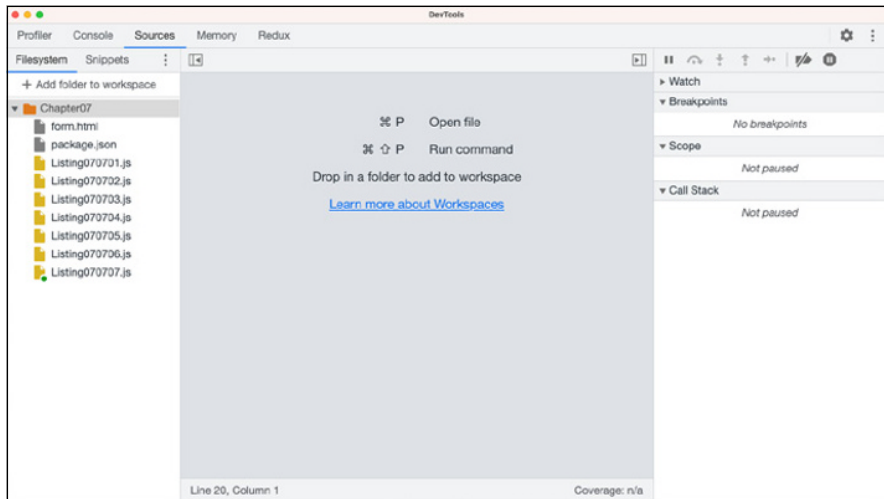 DevTools
Profiler Console Sources Memory Redux
Filesystem Snippets
+ Add folder to workspace
Chapter07
form.html
package.json
Listing070701.js
Listing070702.js
Listing070703.js
Listing070704.js
Listing070705.js
Listing070706.js
Listing070707.js
⌘ P Open file
⌘ ⇧ P Run command
Drop in a folder to add to workspace
Learn more about Workspaces
Line 20, Column 1 Coverage: n/a
Watch
Breakpoints
No breakpoints
Scope
Not paused
Call Stack
Not paused